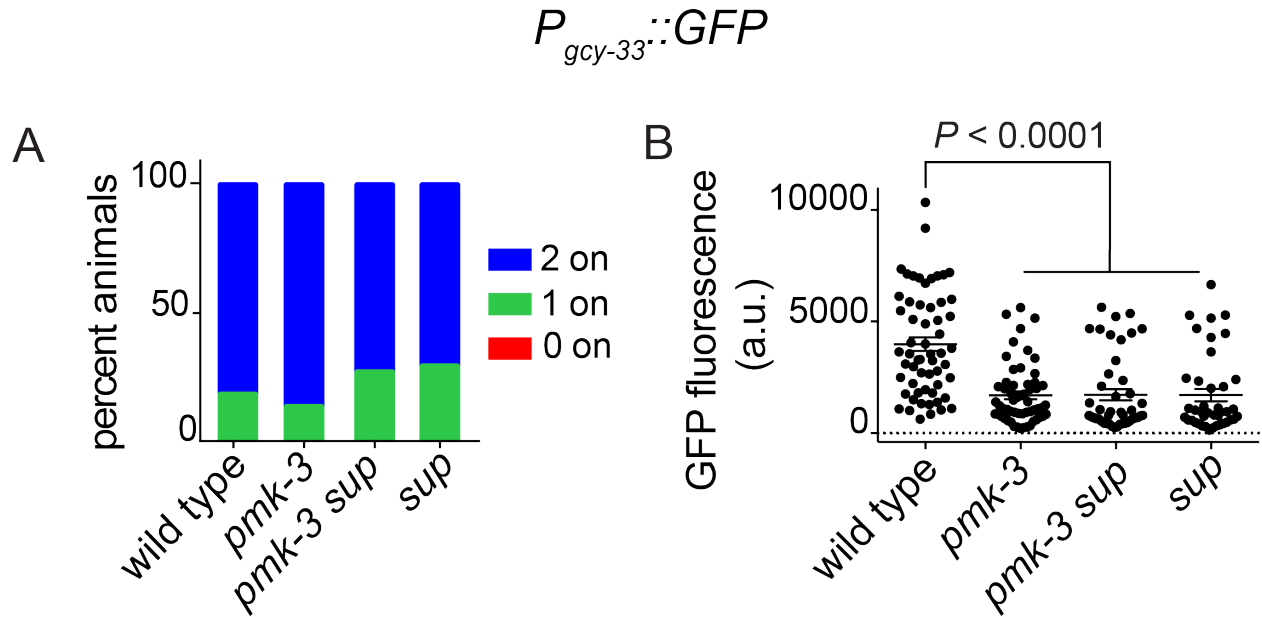 Pgcy-33::GFP
A
percent animals
100
50
0
wild type
pmk-3
pmk-3 sup
sup
2 on
1 on
0 on
B
P < 0.0001
GFP fluorescence
(a.u.)
10000
5000
0
wild type
pmk-3
pmk-3 sup
sup